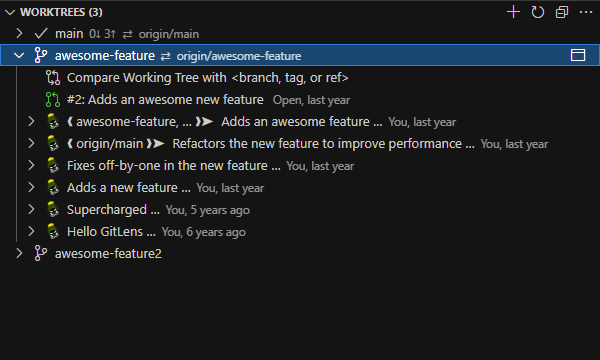 WORKTREES (3)
main 0↓ 3↑ ⇄ origin/main
awesome-feature ⇄ origin/awesome-feature
Compare Working Tree with <branch, tag, or ref>
#2: Adds an awesome new feature Open, last year
❰ awesome-feature, ... ❱➤ Adds an awesome feature ... You, last year
❰ origin/main ❱➤ Refactors the new feature to improve performance ... You, last year
Fixes off-by-one in the new feature ... You, last year
Adds a new feature ... You, last year
Supercharged ... You, 5 years ago
Hello GitLens ... You, 6 years ago
awesome-feature2